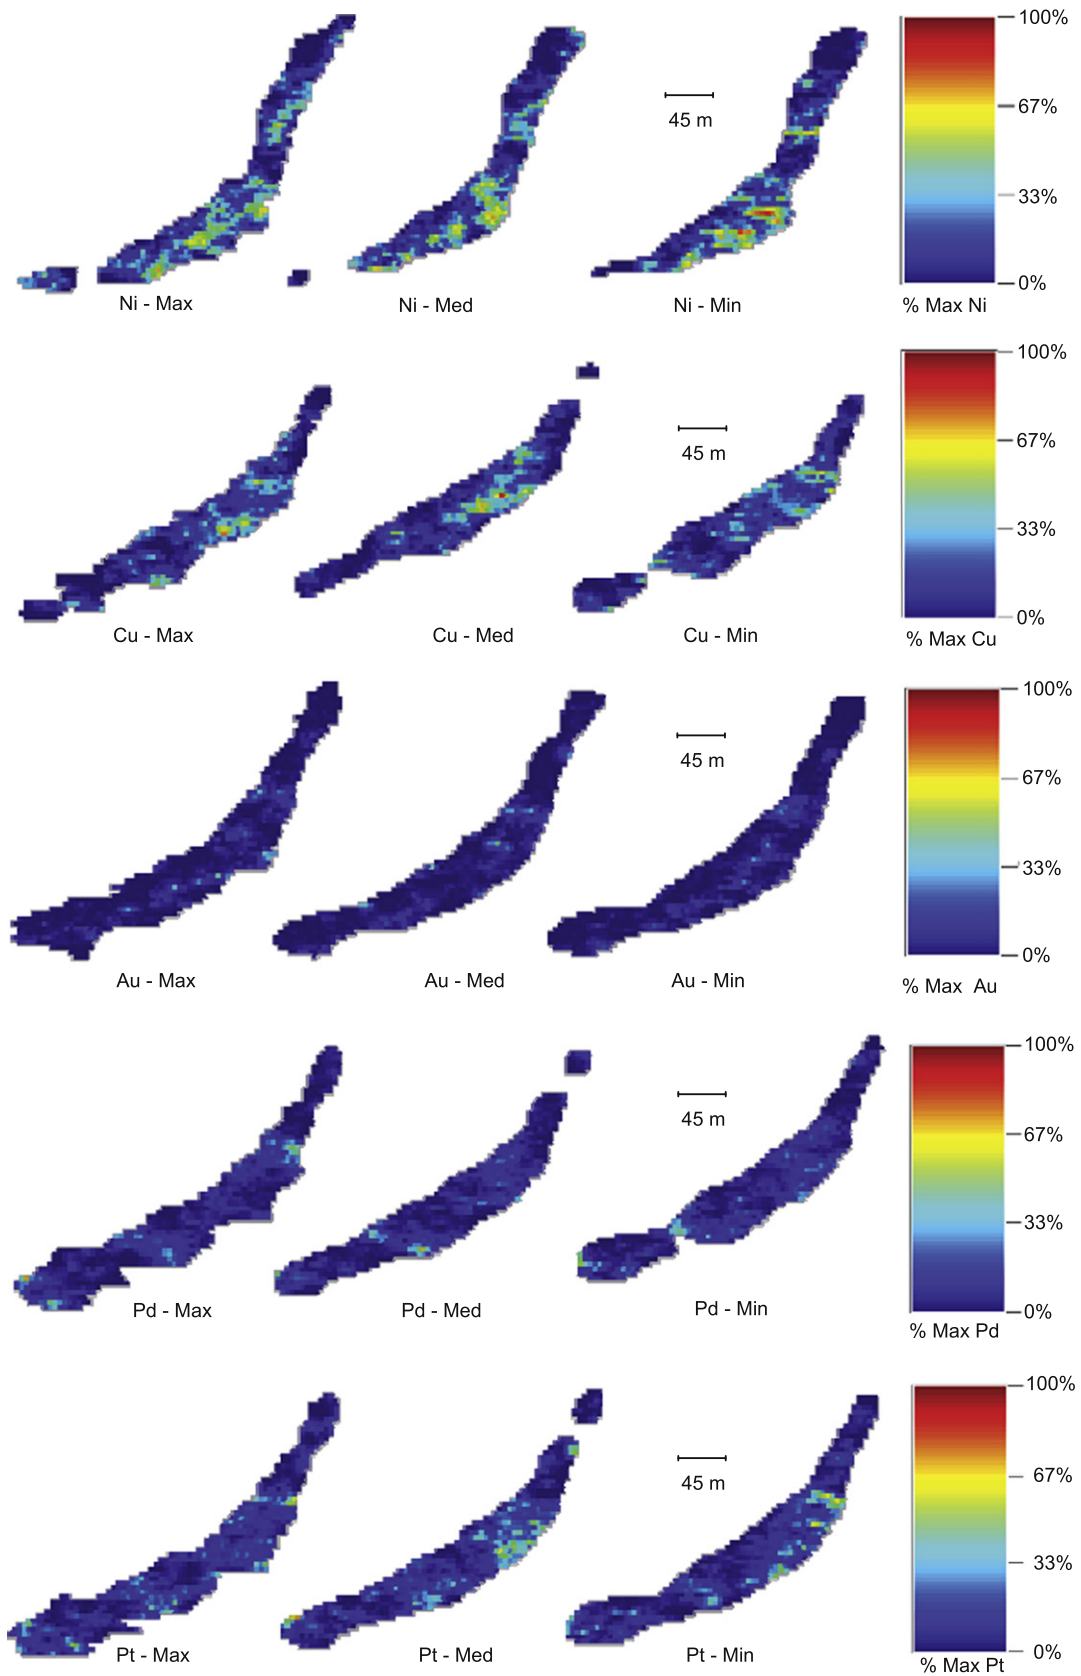 100%
67%
45 m
33%
0%
Ni - Max
Ni - Med
Ni - Min
% Max Ni
100%
67%
45 m
33%
0%
Cu - Max
Cu - Med
Cu - Min
% Max Cu
100%
45 m
67%
33%
0%
Au - Max
Au - Med
Au - Min
% Max Au
100%
45 m
67%
33%
0%
Pd - Max
Pd - Med
Pd - Min
% Max Pd
100%
67%
45 m
33%
0%
Pt - Max
Pt - Med
Pt - Min
% Max Pt